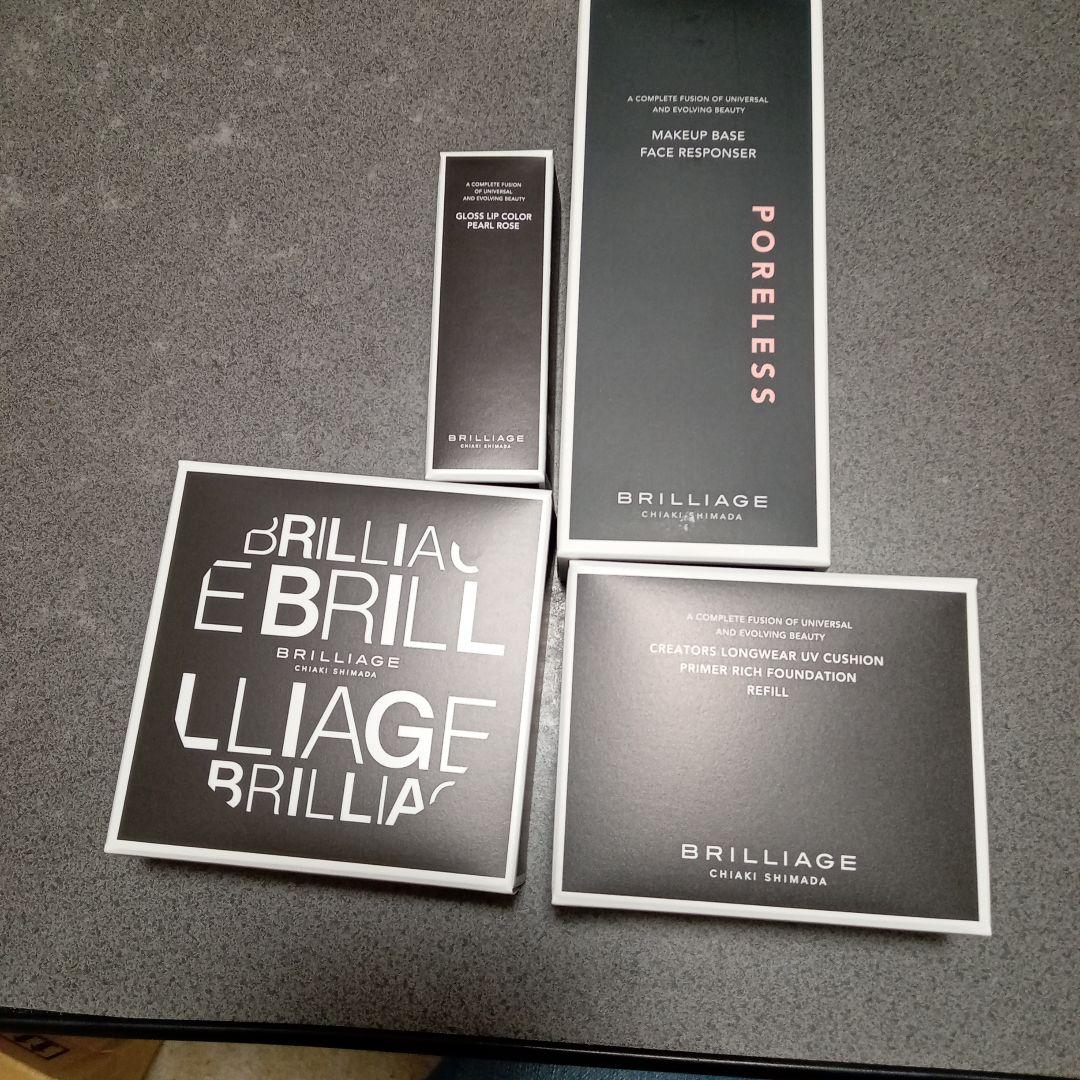 A COMPLETE FUSION OF UNIVERSAL
AND EVOLVING BEAUTY
MAKEUP BASE
FACE RESPONSER
PORELESS
BRILLIAGE
CHIAKI SHIMADA
A COMPLETE FUSION
OF UNIVERSAL
AND EVOLVING BEAUTY
GLOSS LIP COLOR
PEARL ROSE
BRILLIAGE
CHIAKI SHIMADA
BRILLIAG
E BRILL
BRILLIAGE
CHIAKI SHIMADA
LLIAGE
BRILLIAG
A COMPLETE FUSION OF UNIVERSAL
AND EVOLVING BEAUTY
CREATORS LONGWEAR UV CUSHION
PRIMER RICH FOUNDATION
REFILL
BRILLIAGE
CHIAKI SHIMADA